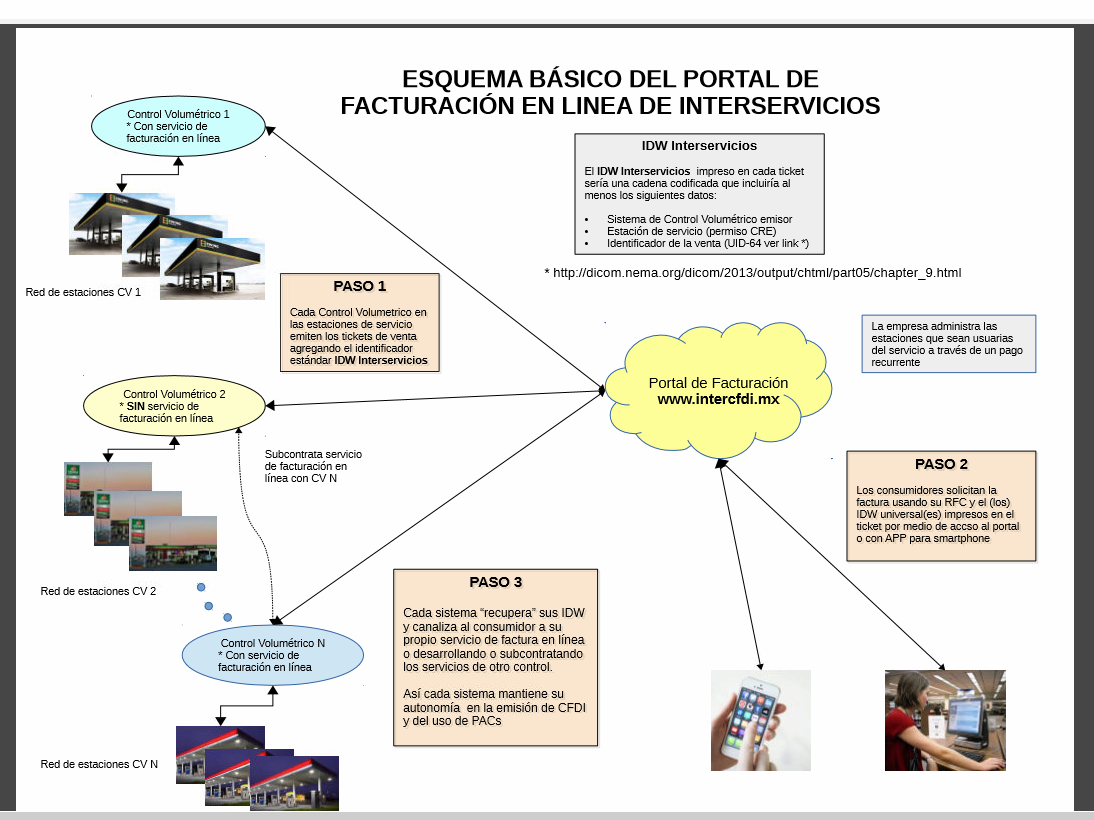 ESQUEMA BÁSICO DEL PORTAL DE
FACTURACIÓN EN LINEA DE INTERSERVICIOS
Control Volumétrico 1
* Con servicio de
facturación en línea
Red de estaciones CV 1
IDW Interservicios
El IDW Interservicios impreso en cada ticket
sería una cadena codificada que incluiría al
menos los siguientes datos:
• Sistema de Control Volumétrico emisor
• Estación de servicio (permiso CRE)
• Identificador de la venta (UID-64 ver link *)
* http://dicom.nema.org/dicom/2013/output/chtml/part05/chapter_9.html
PASO 1
Cada Control Volumetrico en
las estaciones de servicio
emiten los tickets de venta
agregando el identificador
estándar IDW Interservicios
La empresa administra las
estaciones que sean usuarias
del servicio a través de un pago
recurrente
Portal de Facturación
www.intercfdi.mx
Control Volumétrico 2
* SIN servicio de
facturación en línea
Subcontrata servicio
de facturación en
línea con CV N
Red de estaciones CV 2
PASO 2
Los consumidores solicitan la
factura usando su RFC y el (los)
IDW universal(es) impresos en el
ticket por medio de accso al portal
o con APP para smartphone
PASO 3
Cada sistema “recupera” sus IDW
y canaliza al consumidor a su
propio servicio de factura en línea
o desarrollando o subcontratando
los servicios de otro control.
Así cada sistema mantiene su
autonomía en la emisión de CFDI
y del uso de PACs
Control Volumétrico N
* Con servicio de
facturación en línea
Red de estaciones CV N